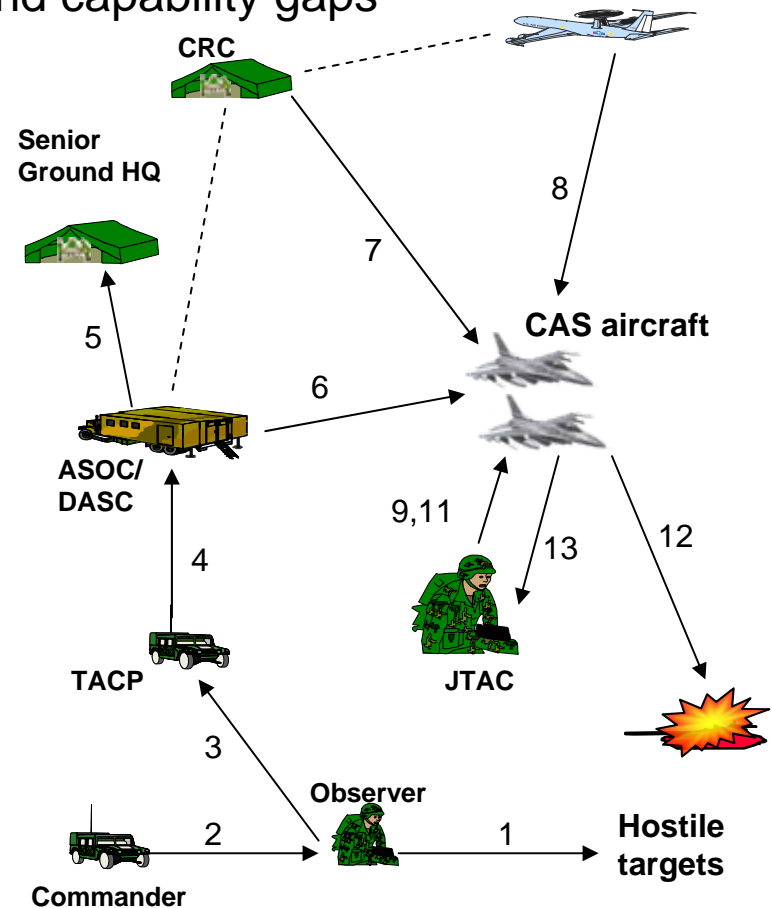 nd capability gaps
CRC
Senior
Ground HQ
8
7
5
CAS aircraft
6
ASOC/
DASC
9,11
13
12
4
TACP
JTAC
3
Observer
2
1
Hostile
targets
Commander